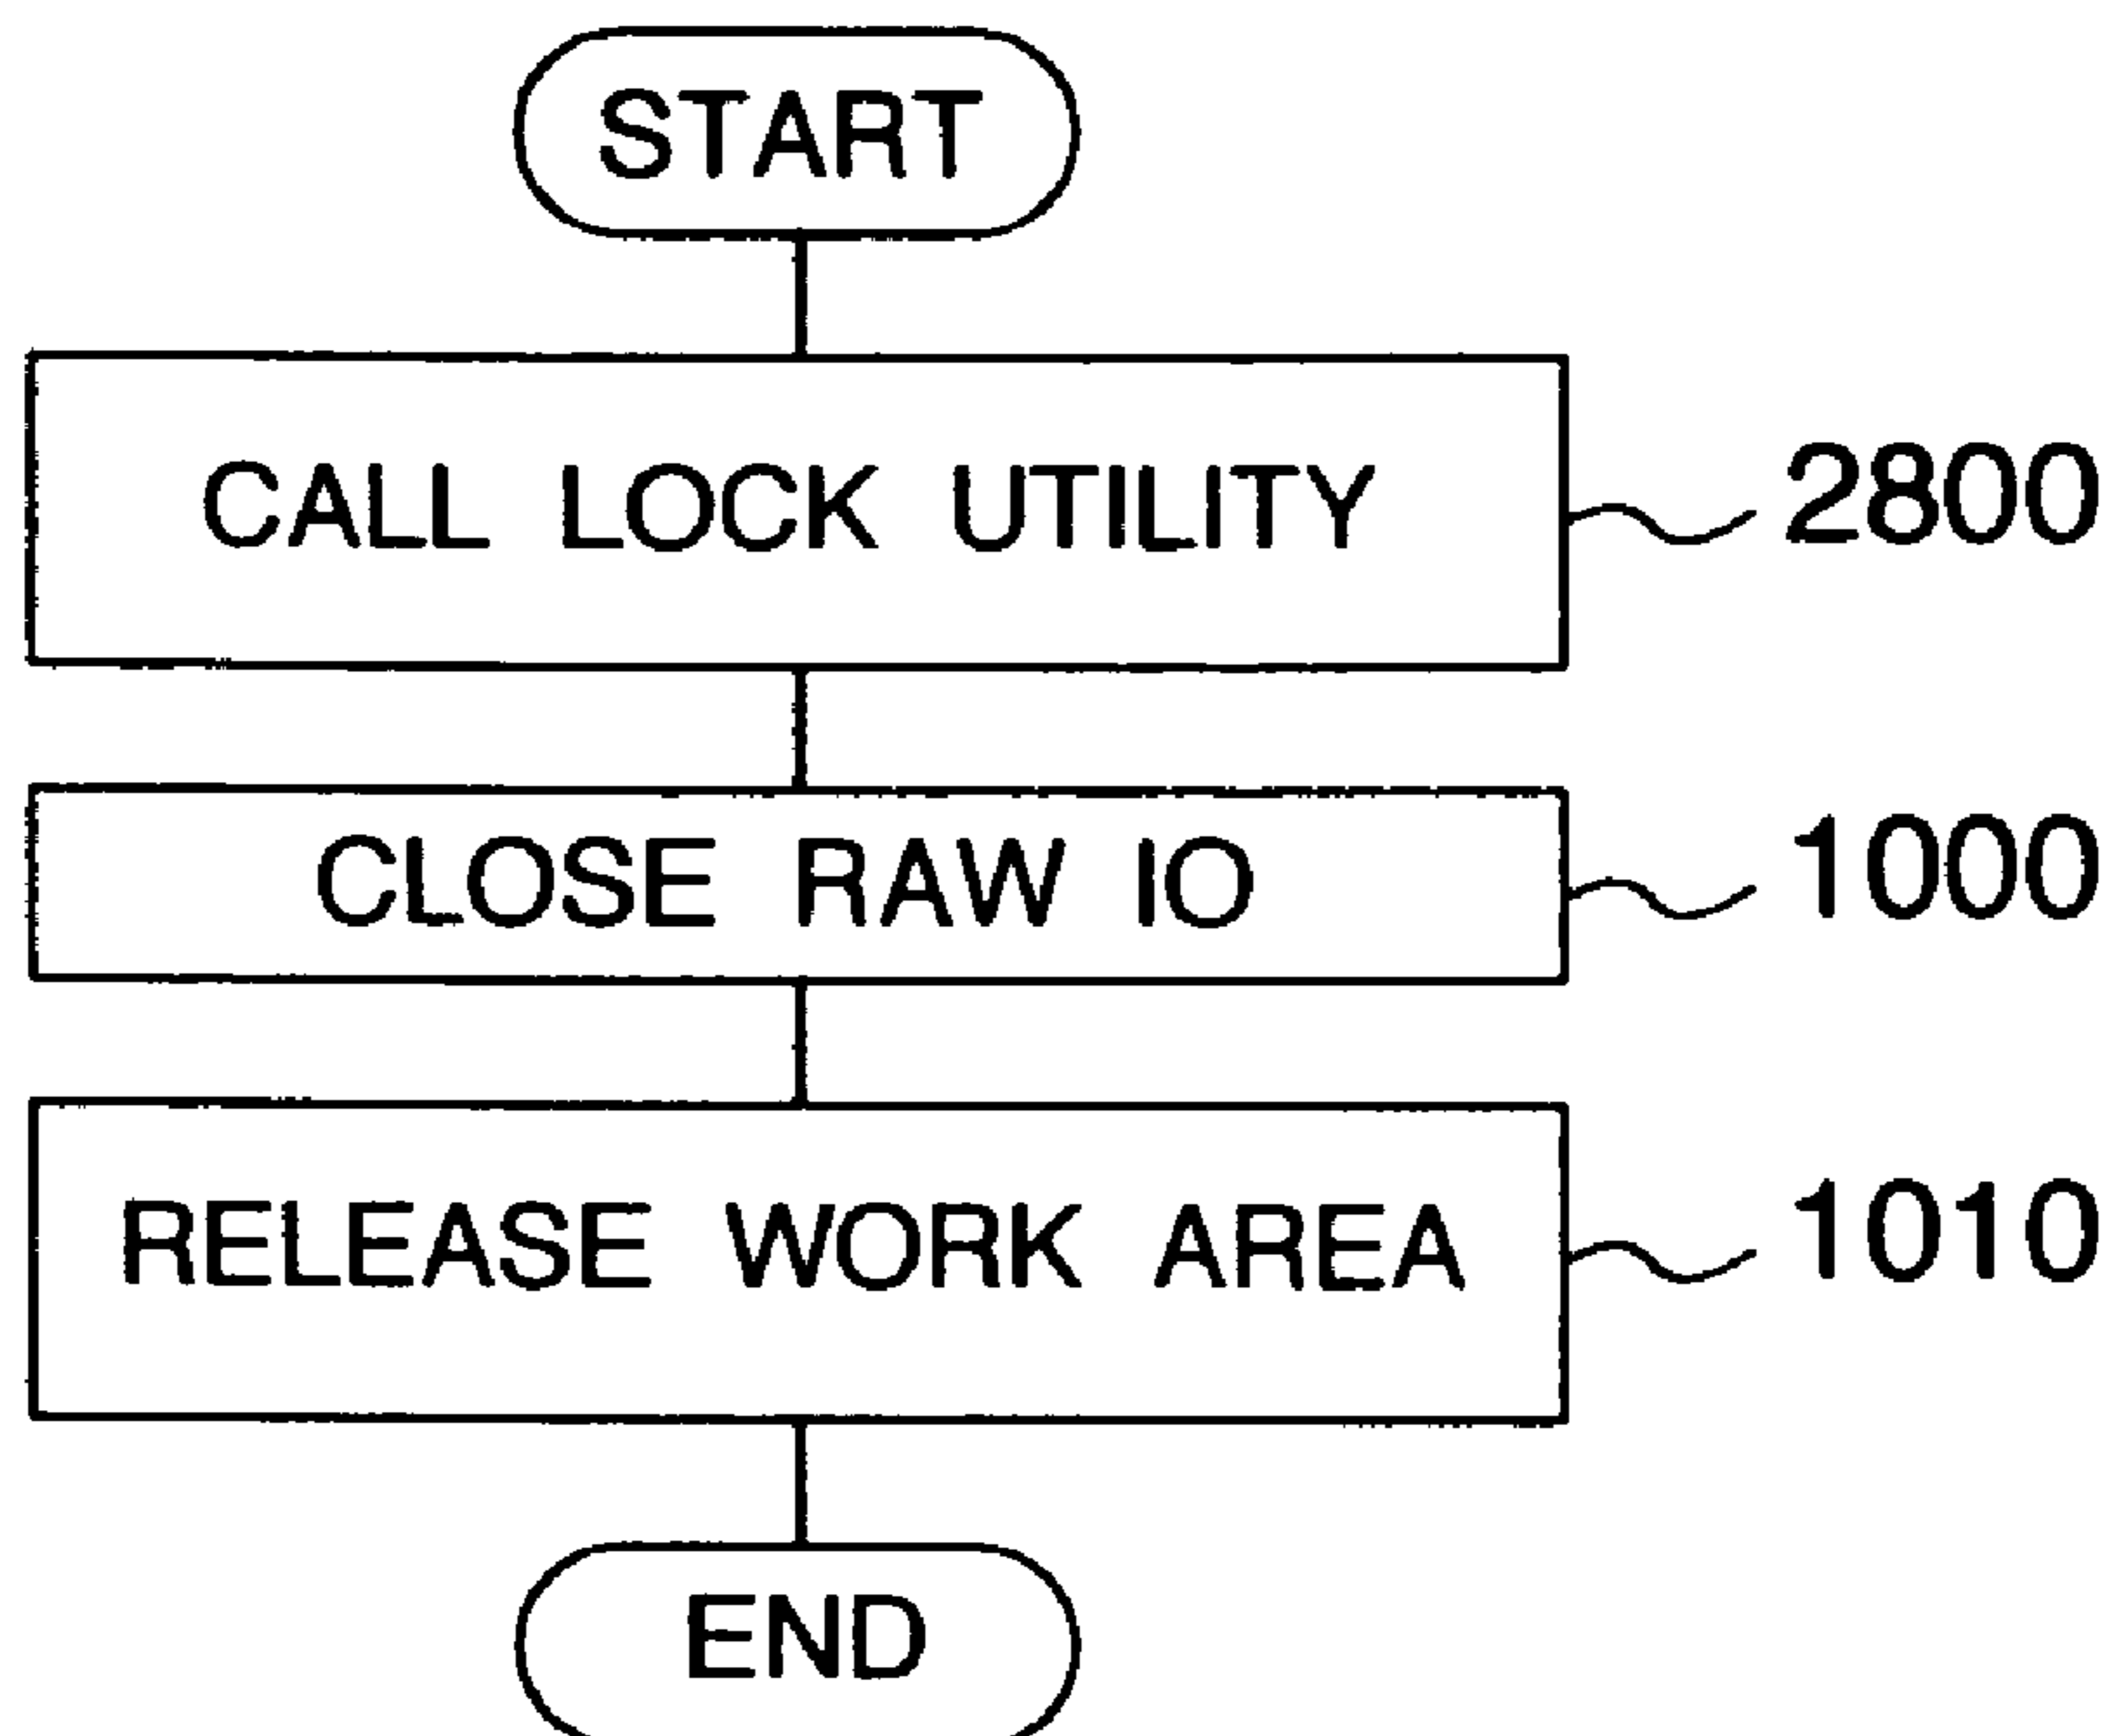 START
CALL LOCK UTILITY
2800
CLOSE RAW IO
1000
RELEASE WORK AREA
1010
END